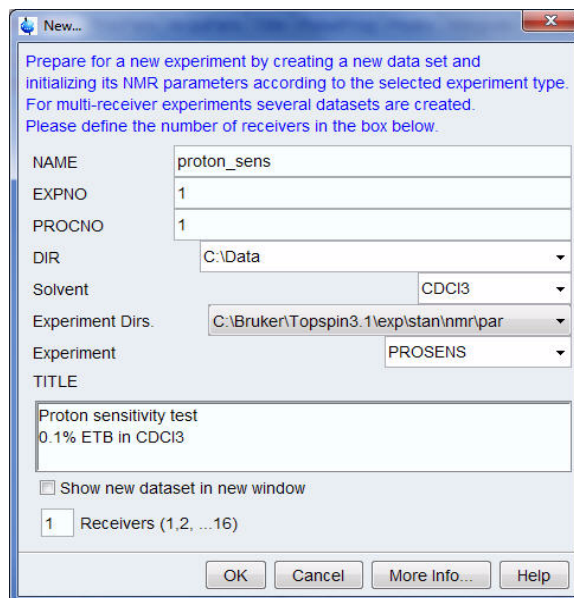 New...
Prepare for a new experiment by creating a new data set and
initializing its NMR parameters according to the selected experiment type.
For multi-receiver experiments several datasets are created.
Please define the number of receivers in the box below.
NAME proton_sens
EXPNO 1
PROCNO 1
DIR C:\Data
Solvent CDCl3
Experiment Dirs. C:\Bruker\Topspin3.1\exp\stan\nmr\par
Experiment PROSENS
TITLE
Proton sensitivity test
0.1% ETB in CDCl3
Show new dataset in new window
1 Receivers (1,2, ...16)
OK Cancel More Info... Help